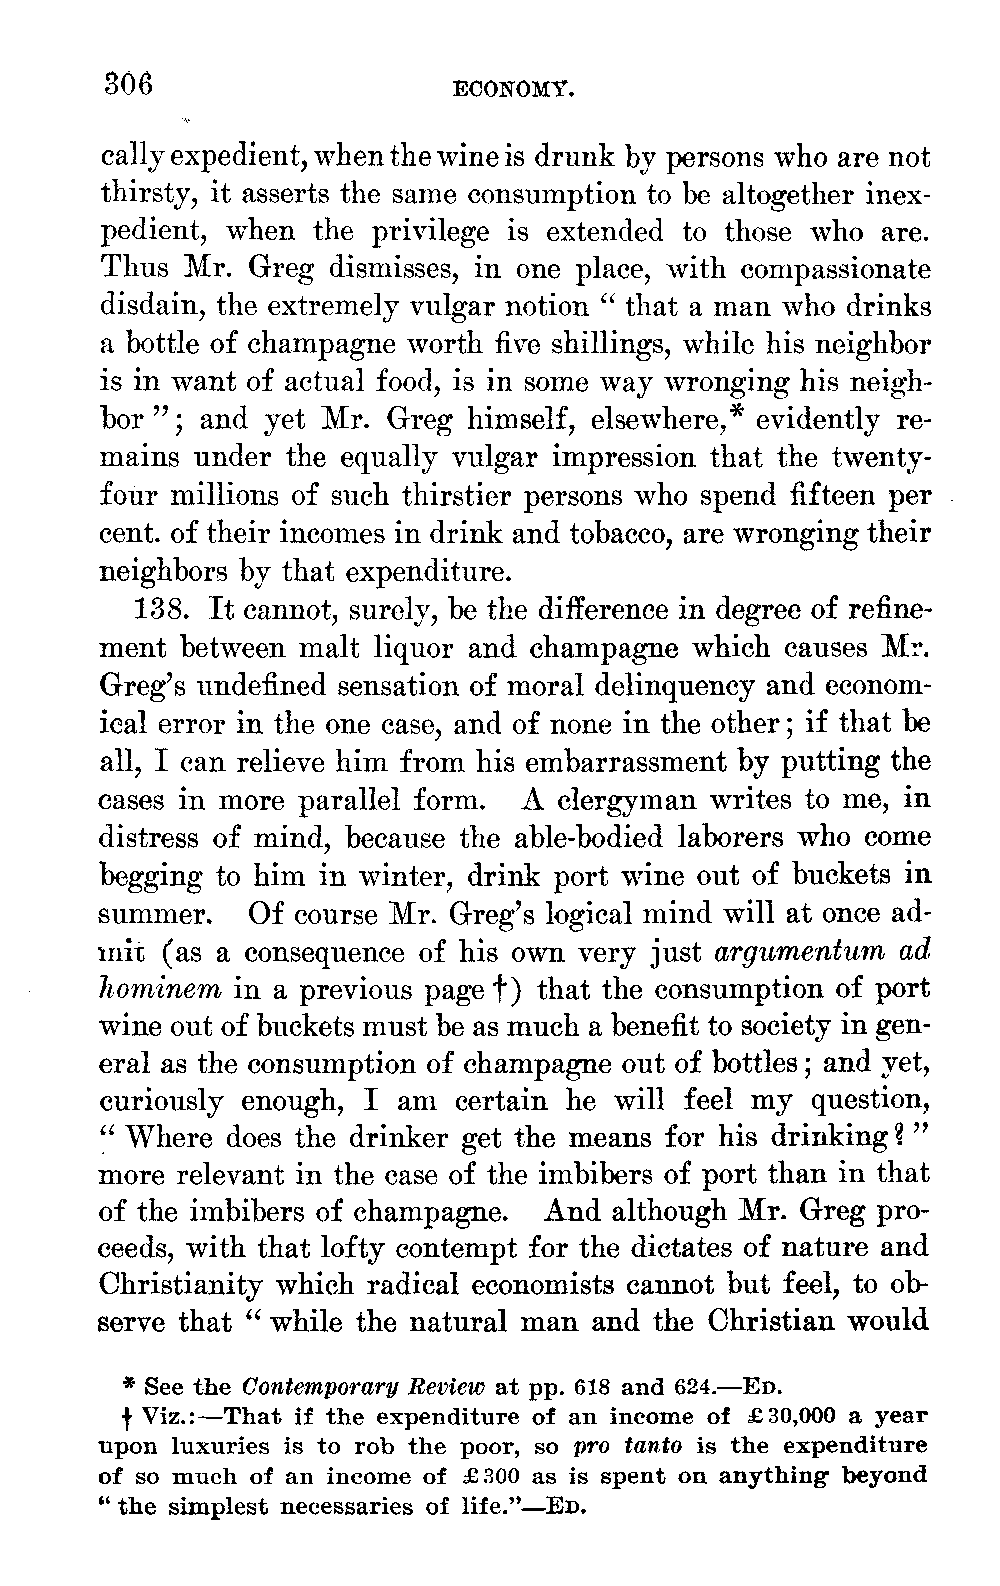 306 ECONOMY.
cally expedient, when the wine is drunk by persons who are not
thirsty, it asserts the same consumption to be altogether inex-
pedient, when the privilege is extended to those who are.
Thus Mr. Greg dismisses, in one place, with compassionate
disdain, the extremely vulgar notion “ that a man who drinks
a bottle of champagne worth five shillings, while his neighbor
is in want of actual food, is in some way wronging his neigh-
bor ”; and yet Mr. Greg himself, elsewhere,* evidently re-
mains under the equally vulgar impression that the twenty-
four millions of such thirstier persons who spend fifteen per
cent. of their incomes in drink and tobacco, are wronging their
neighbors by that expenditure.
138. It cannot, surely, be the difference in degree of refine-
ment between malt liquor and champagne which causes Mr.
Greg’s undefined sensation of moral delinquency and econom-
ical error in the one case, and of none in the other; if that be
all, I can relieve him from his embarrassment by putting the
cases in more parallel form. A clergyman writes to me, in
distress of mind, because the able-bodied laborers who come
begging to him in winter, drink port wine out of buckets in
summer. Of course Mr. Greg’s logical mind will at once ad-
mit (as a consequence of his own very just argumentum ad
hominem in a previous page †) that the consumption of port
wine out of buckets must be as much a benefit to society in gen-
eral as the consumption of champagne out of bottles; and yet,
curiously enough, I am certain he will feel my question,
“ Where does the drinker get the means for his drinking? ”
more relevant in the case of the imbibers of port than in that
of the imbibers of champagne. And although Mr. Greg pro-
ceeds, with that lofty contempt for the dictates of nature and
Christianity which radical economists cannot but feel, to ob-
serve that “ while the natural man and the Christian would
* See the Contemporary Review at pp. 618 and 624.—ED.
† Viz.:—That if the expenditure of an income of £30,000 a year
upon luxuries is to rob the poor, so pro tanto is the expenditure
of so much of an income of £300 as is spent on anything beyond
“ the simplest necessaries of life.”—ED.